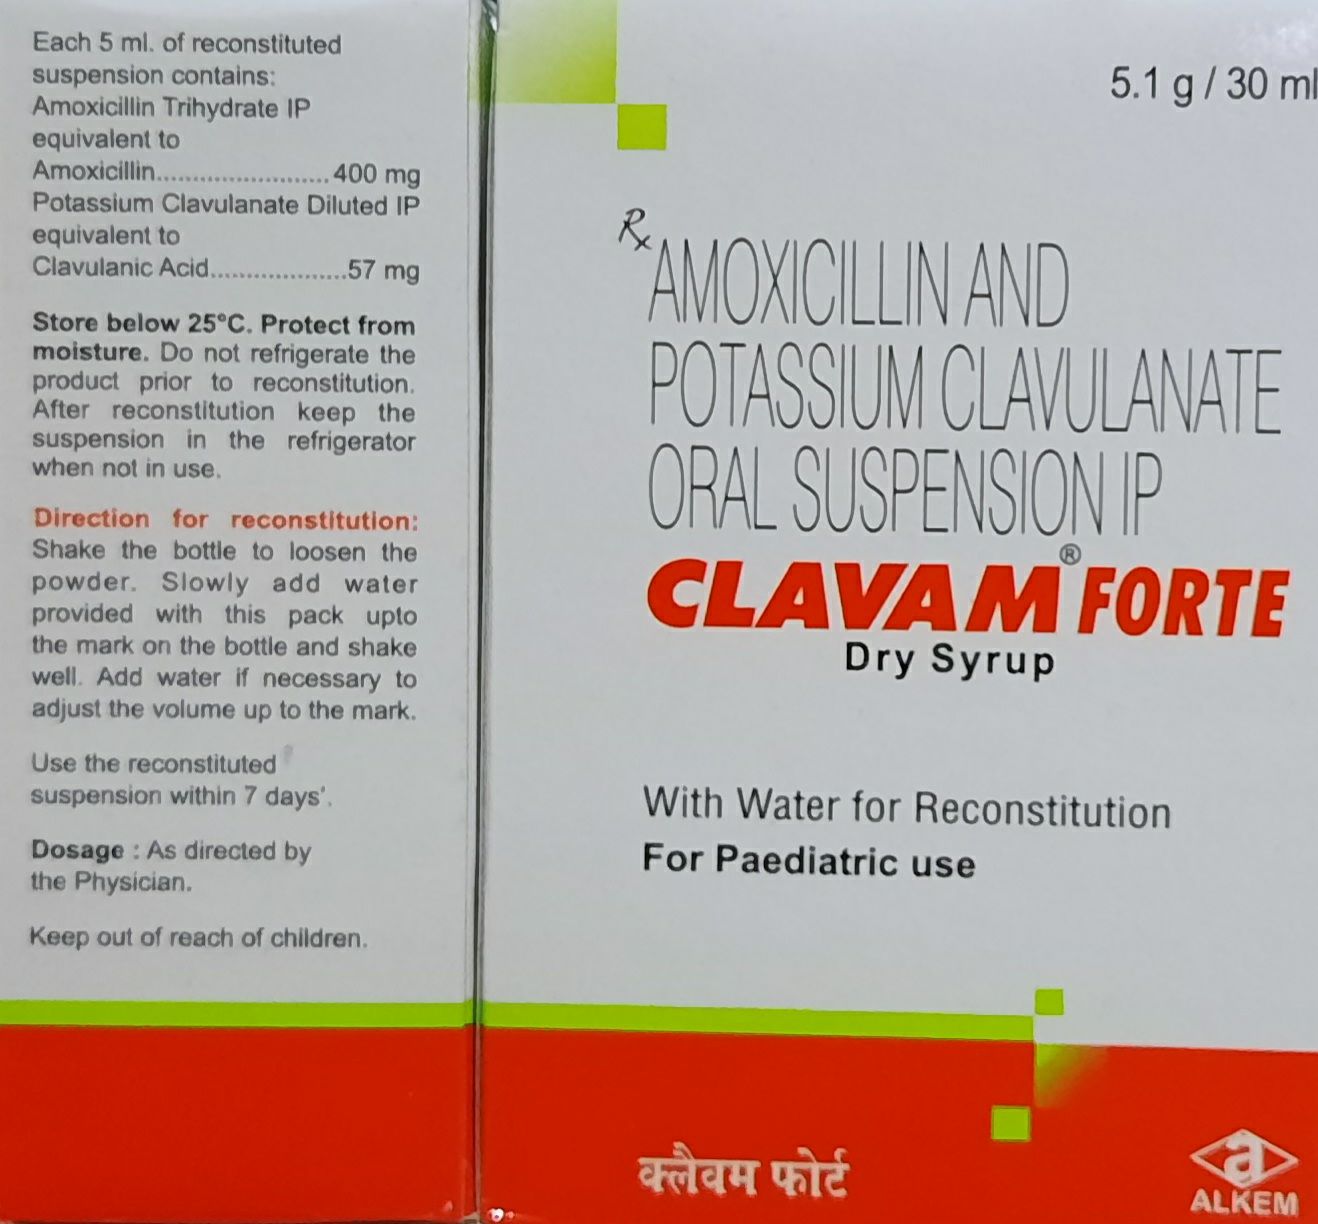 Each 5 ml. of reconstituted
suspension contains:
Amoxicillin Trihydrate IP
equivalent to
Amoxicillin........................400 mg
Potassium Clavulanate Diluted IP
equivalent to
Clavulanic Acid...................57 mg
Store below 25°C. Protect from
moisture. Do not refrigerate the
product prior to reconstitution.
After reconstitution keep the
suspension in the refrigerator
when not in use.
Direction for reconstitution:
Shake the bottle to loosen the
powder. Slowly add water
provided with this pack upto
the mark on the bottle and shake
well. Add water if necessary to
adjust the volume up to the mark.
Use the reconstituted
suspension within 7 days'.
Dosage : As directed by
the Physician.
Keep out of reach of children.
5.1 g / 30 ml
Rx
AMOXICILLIN AND
POTASSIUM CLAVULANATE
ORAL SUSPENSION IP
CLAVAM® FORTE
Dry Syrup
With Water for Reconstitution
For Paediatric use
क्लैवम फोर्ट
a
ALKEM